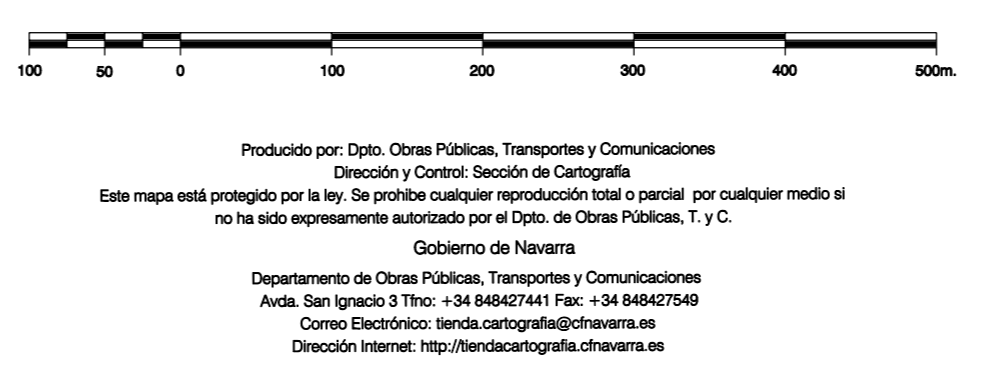 100 50 0 100 200 300 400 500m.
Producido por: Dpto. Obras Públicas, Transportes y Comunicaciones
Dirección y Control: Sección de Cartografía
Este mapa está protegido por la ley. Se prohibe cualquier reproducción total o parcial por cualquier medio si
no ha sido expresamente autorizado por el Dpto. de Obras Públicas, T. y C.
Gobierno de Navarra
Departamento de Obras Públicas, Transportes y Comunicaciones
Avda. San Ignacio 3 Tfno: +34 848427441 Fax: +34 848427549
Correo Electrónico: tienda.cartografia@cfnavarra.es
Dirección Internet: http://tiendacartografia.cfnavarra.es